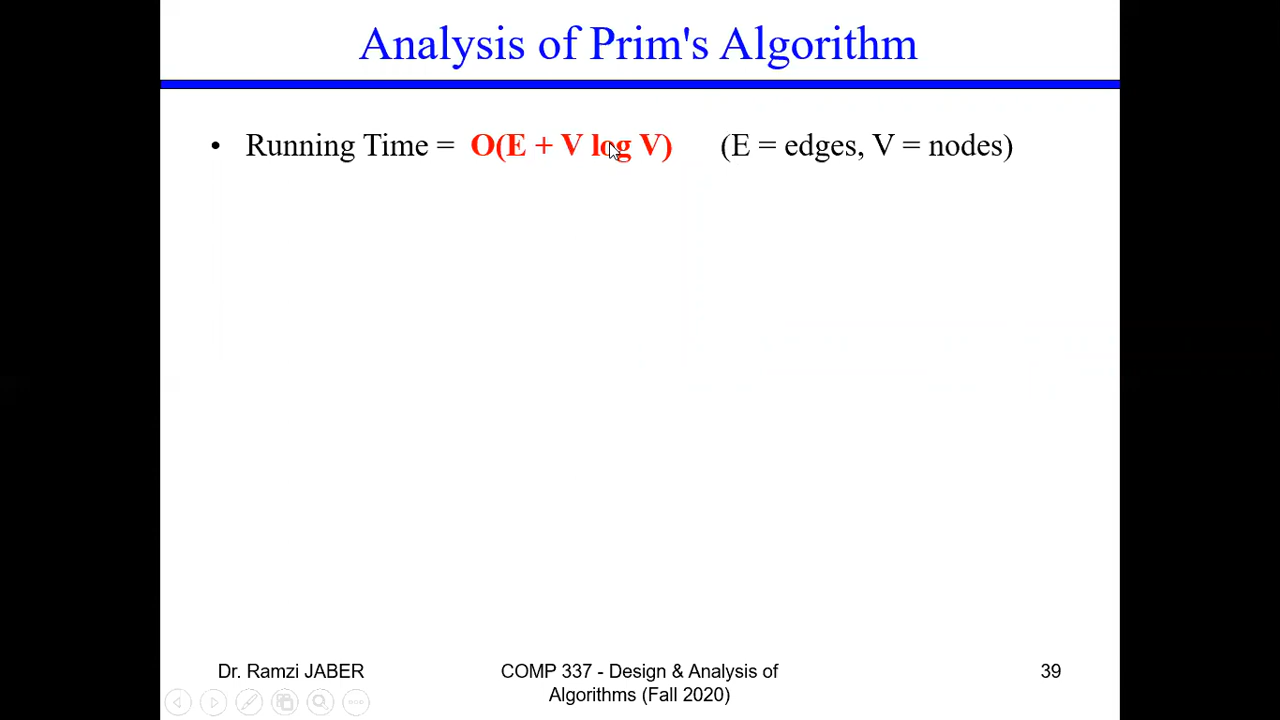 Analysis of Prim's Algorithm
• Running Time = O(E + V log V) (E = edges, V = nodes)
Dr. Ramzi JABER
COMP 337 - Design & Analysis of
Algorithms (Fall 2020)
39